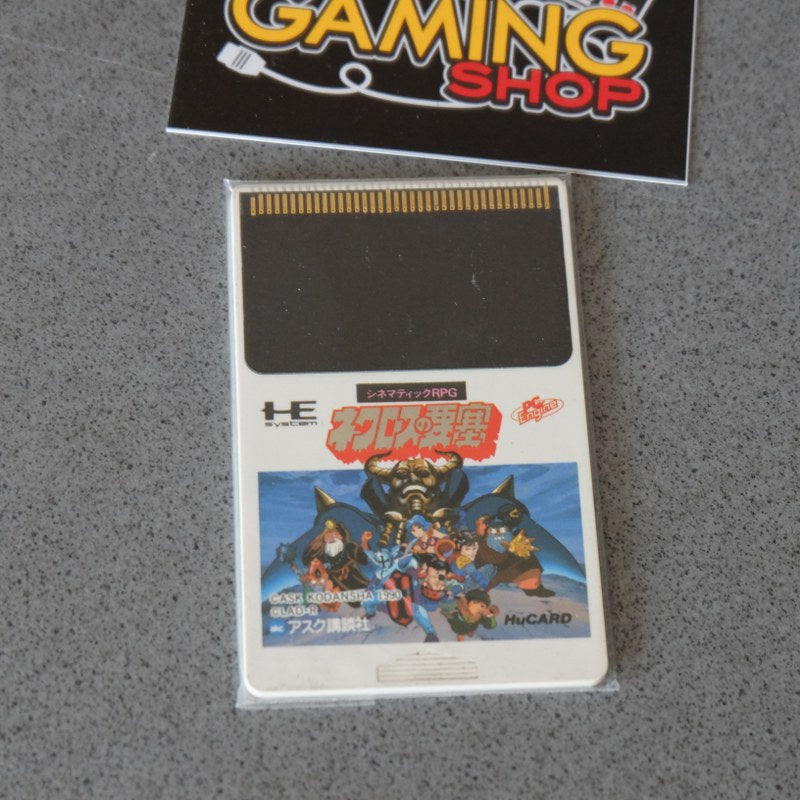 GAMING
SHOP
シネマティックRPG
HE
system
ネクロスの要塞
PC
Engine
©ASK KODANSHA 1990
©LAD-R
アスク講談社
HuCARD